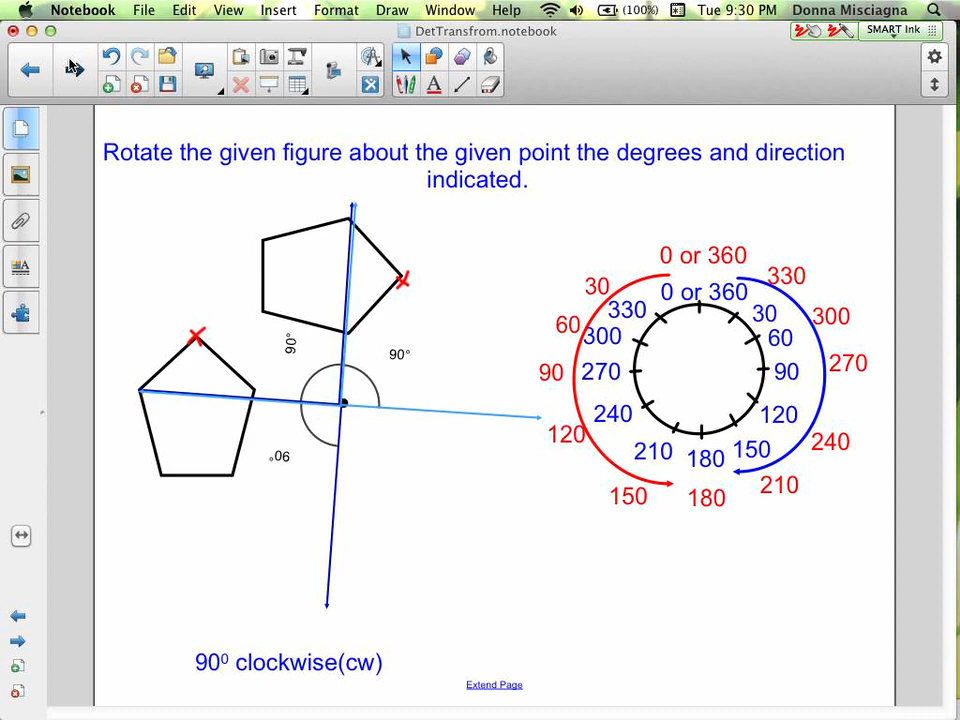 Notebook File Edit View Insert Format Draw Window Help (100%) Tue 9:30 PM Donna Misciagna
DetTransfrom.notebook
SMART Ink
Rotate the given figure about the given point the degrees and direction
indicated.
90°
90°
90°
0 or 360
30
60
90
120
150
180
210
240
270
300
330
0 or 360
30
60
90
120
150
180
210
240
270
300
330
90⁰ clockwise(cw)
Extend Page